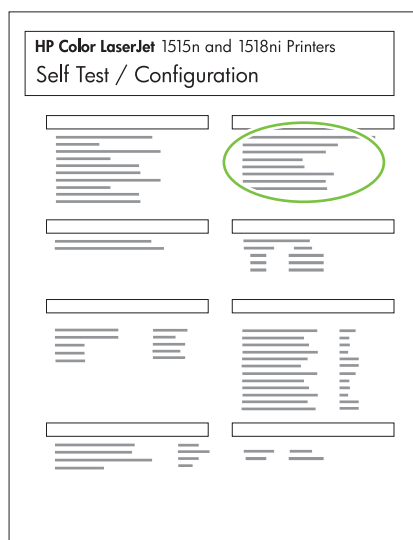 HP Color LaserJet 1515n and 1518ni Printers
Self Test / Configuration